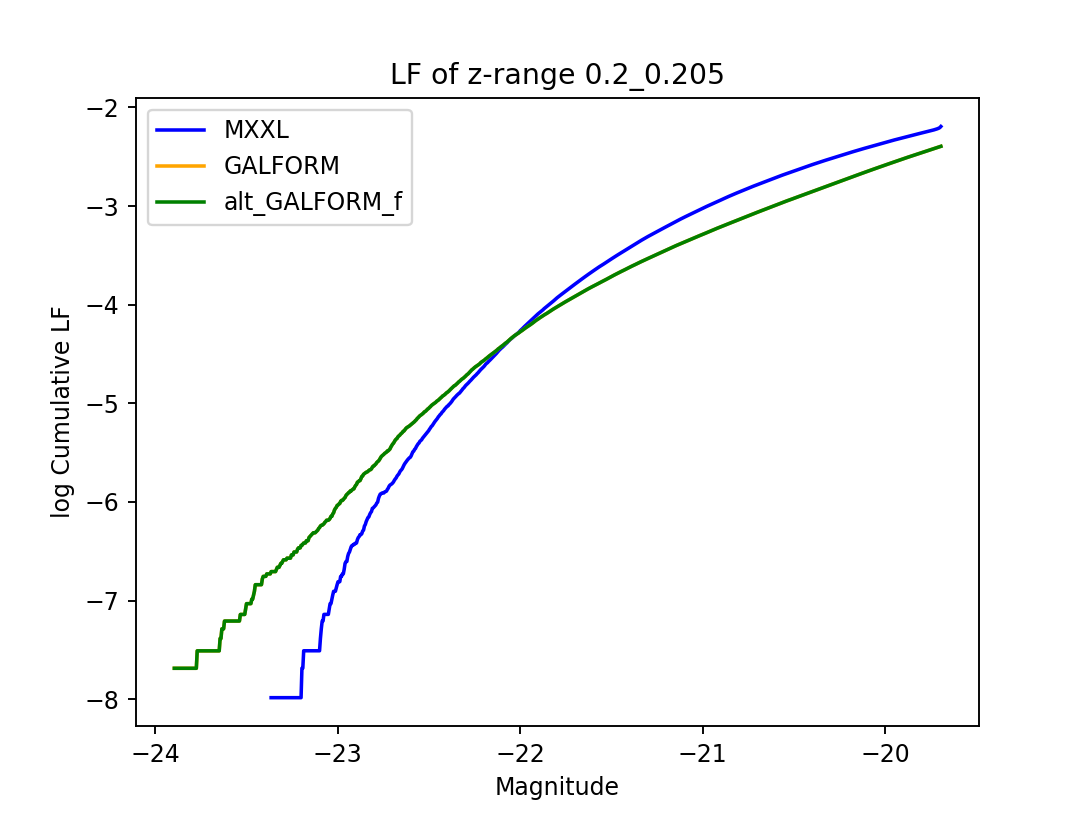 LF of z-range 0.2_0.205
MXXL
GALFORM
alt_GALFORM_f
log Cumulative LF
−2
−3
−4
−5
−6
−7
−8
−24
−23
−22
−21
−20
Magnitude